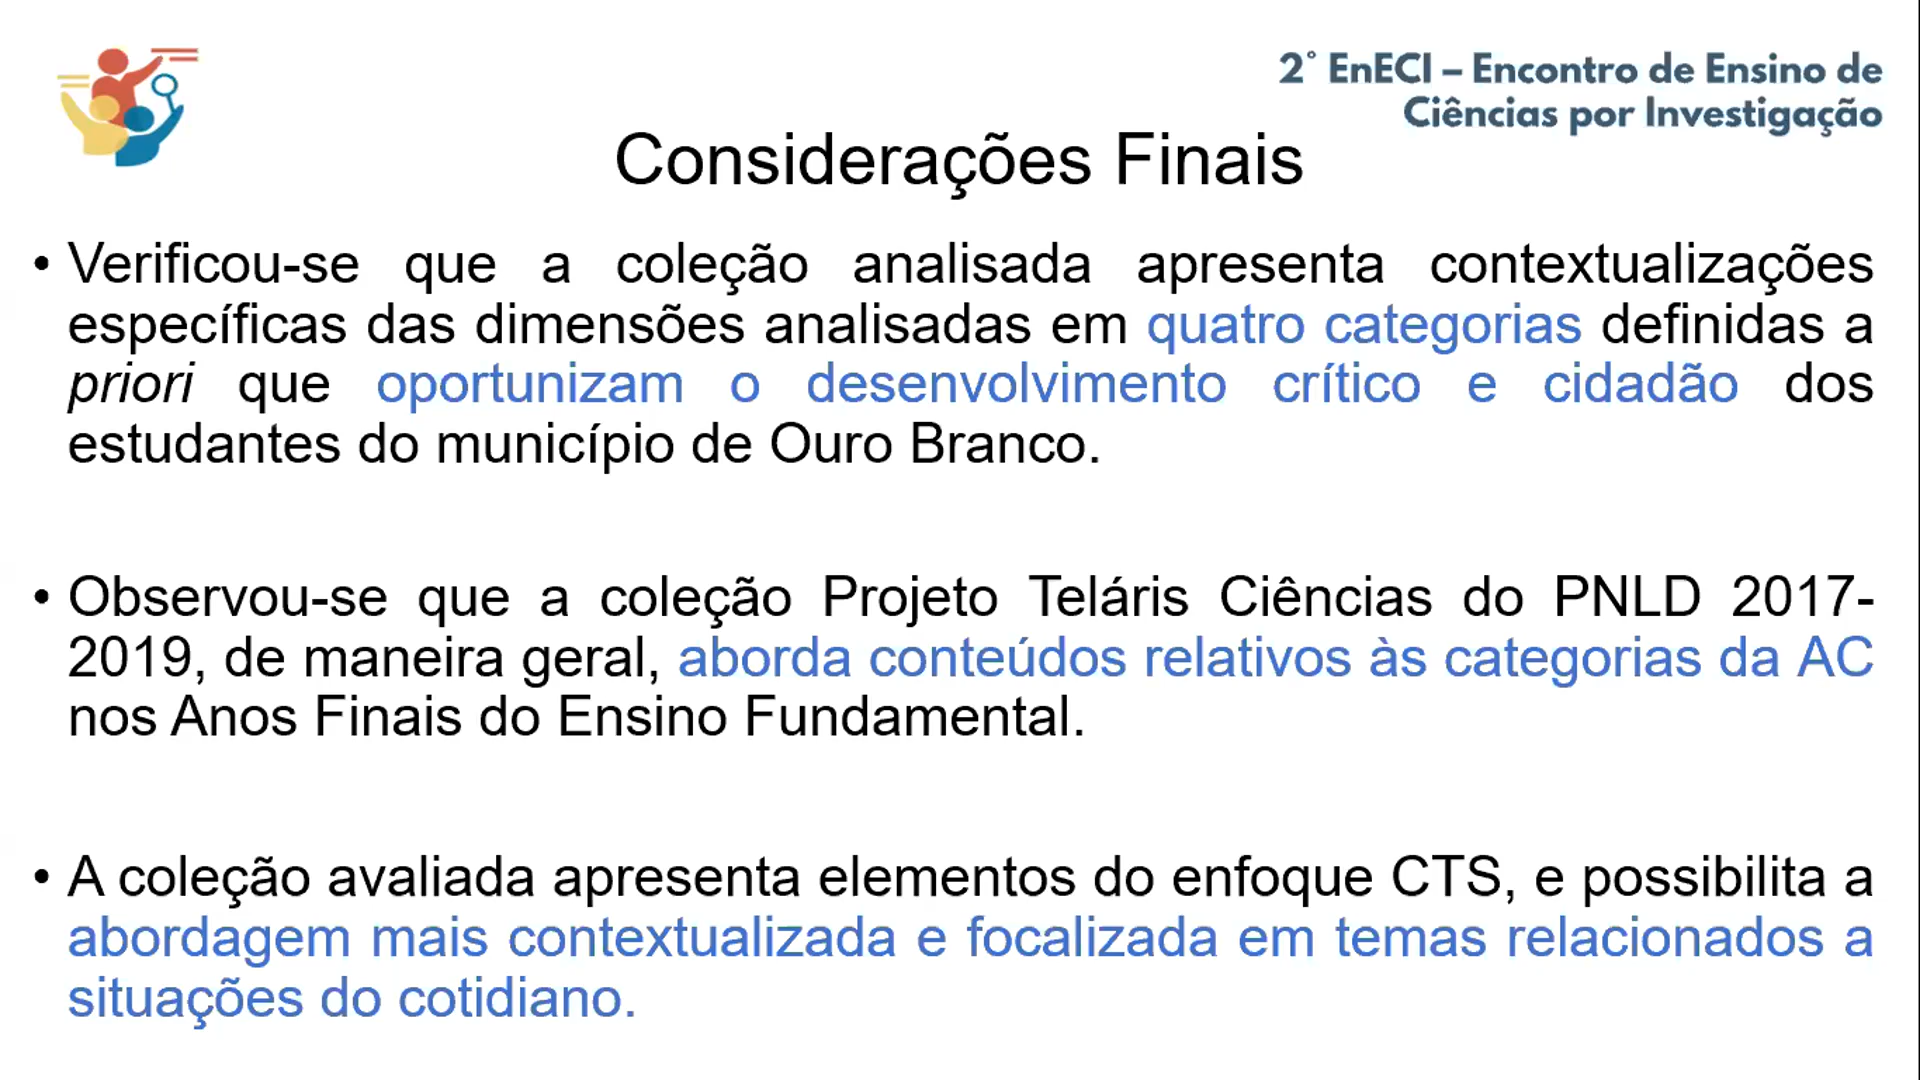 2° EnECI – Encontro de Ensino de
Ciências por Investigação
Considerações Finais
• Verificou-se que a coleção analisada apresenta contextualizações
específicas das dimensões analisadas em quatro categorias definidas a
priori que oportunizam o desenvolvimento crítico e cidadão dos
estudantes do município de Ouro Branco.
• Observou-se que a coleção Projeto Teláris Ciências do PNLD 2017-
2019, de maneira geral, aborda conteúdos relativos às categorias da AC
nos Anos Finais do Ensino Fundamental.
• A coleção avaliada apresenta elementos do enfoque CTS, e possibilita a
abordagem mais contextualizada e focalizada em temas relacionados a
situações do cotidiano.